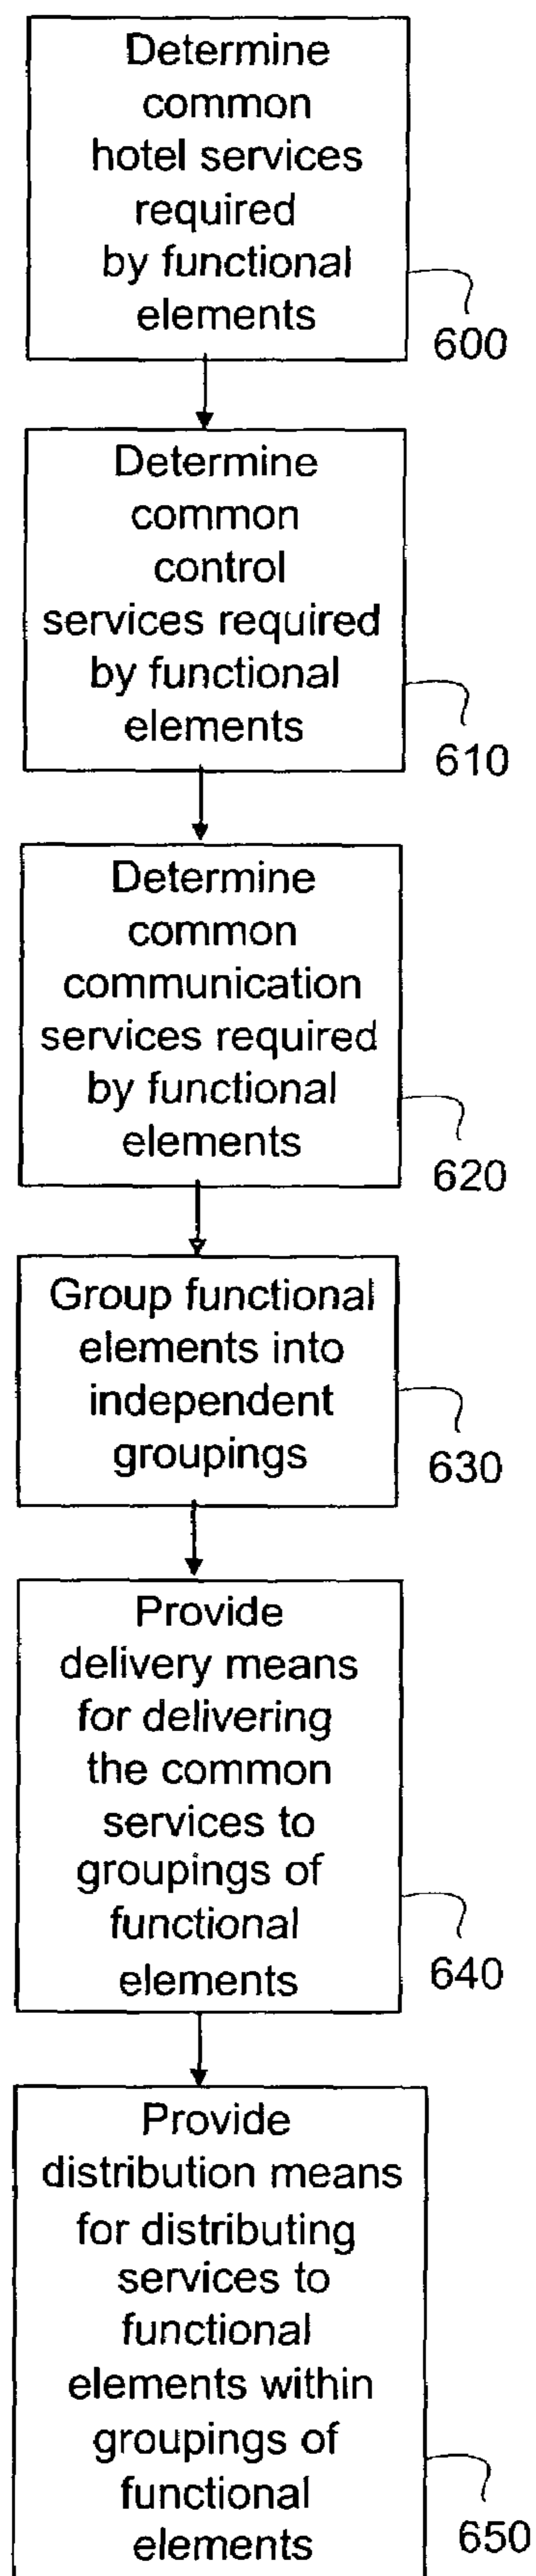 Determine
common
hotel services
required
by functional
elements
600
Determine
common
control
services required
by functional
elements
610
Determine
common
communication
services required
by functional
elements
620
Group functional
elements into
independent
groupings
630
Provide
delivery means
for delivering
the common
services to
groupings of
functional
elements
640
Provide
distribution means
for distributing
services to
functional
elements within
groupings of
functional
elements
650